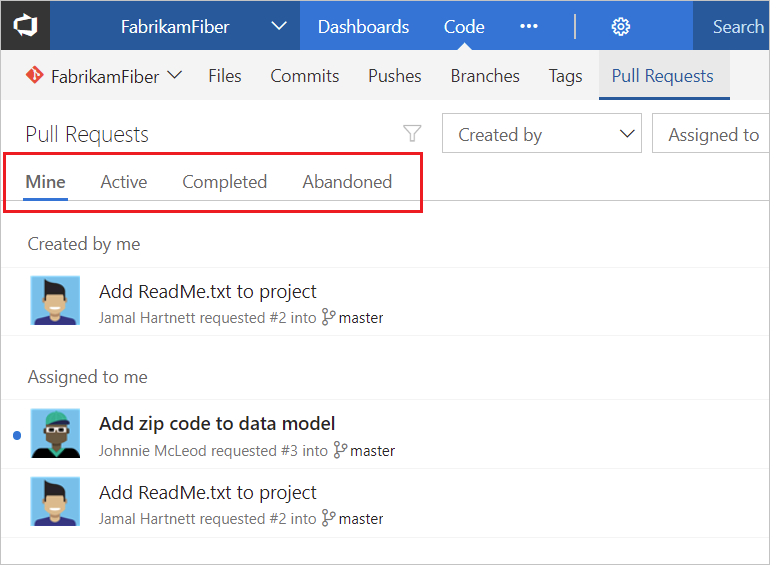 FabrikamFiber Dashboards Code ••• Search
FabrikamFiber Files Commits Pushes Branches Tags Pull Requests
Pull Requests Created by Assigned to
Mine Active Completed Abandoned
Created by me
Add ReadMe.txt to project
Jamal Hartnett requested #2 into master
Assigned to me
Add zip code to data model
Johnnie McLeod requested #3 into master
Add ReadMe.txt to project
Jamal Hartnett requested #2 into master